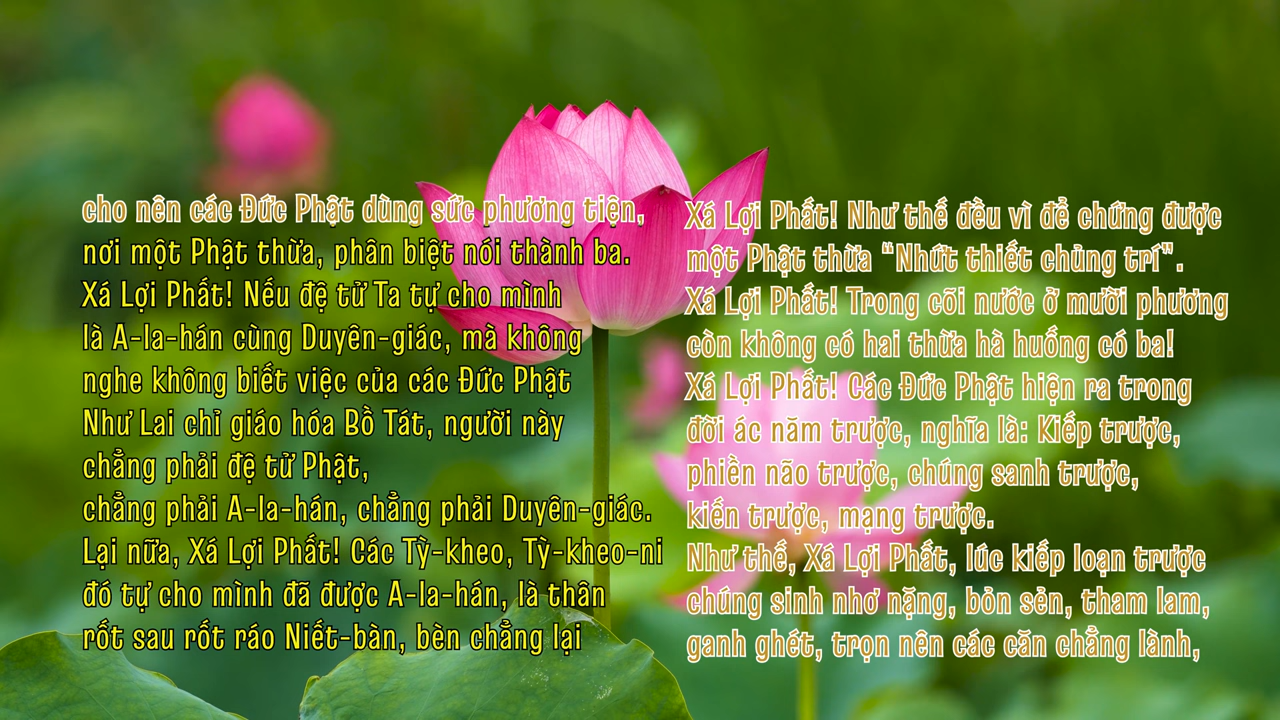 cho nên các Đức Phật dùng sức phương tiện,
nơi một Phật thừa, phân biệt nói thành ba.
Xá Lợi Phất! Nếu đệ tử Ta tự cho mình
là A-la-hán cùng Duyên-giác, mà không
nghe không biết việc của các Đức Phật
Như Lai chỉ giáo hóa Bồ Tát, người này
chẳng phải đệ tử Phật,
chẳng phải A-la-hán, chẳng phải Duyên-giác.
Lại nữa, Xá Lợi Phất! Các Tỳ-kheo, Tỳ-kheo-ni
đó tự cho mình đã được A-la-hán, là thân
rốt sau rốt ráo Niết-bàn, bèn chẳng lại
Xá Lợi Phất! Như thế đều vì để chứng được
một Phật thừa “Nhứt thiết chủng trí”.
Xá Lợi Phất! Trong cõi nước ở mười phương
còn không có hai thừa hà huống có ba!
Xá Lợi Phất! Các Đức Phật hiện ra trong
đời ác năm trược, nghĩa là: Kiếp trược,
phiền não trược, chúng sanh trược,
kiến trược, mạng trược.
Như thế, Xá Lợi Phất, lúc kiếp loạn trược
chúng sinh nhơ nặng, bỏn sẻn, tham lam,
ganh ghét, trọn nên các căn chẳng lành,